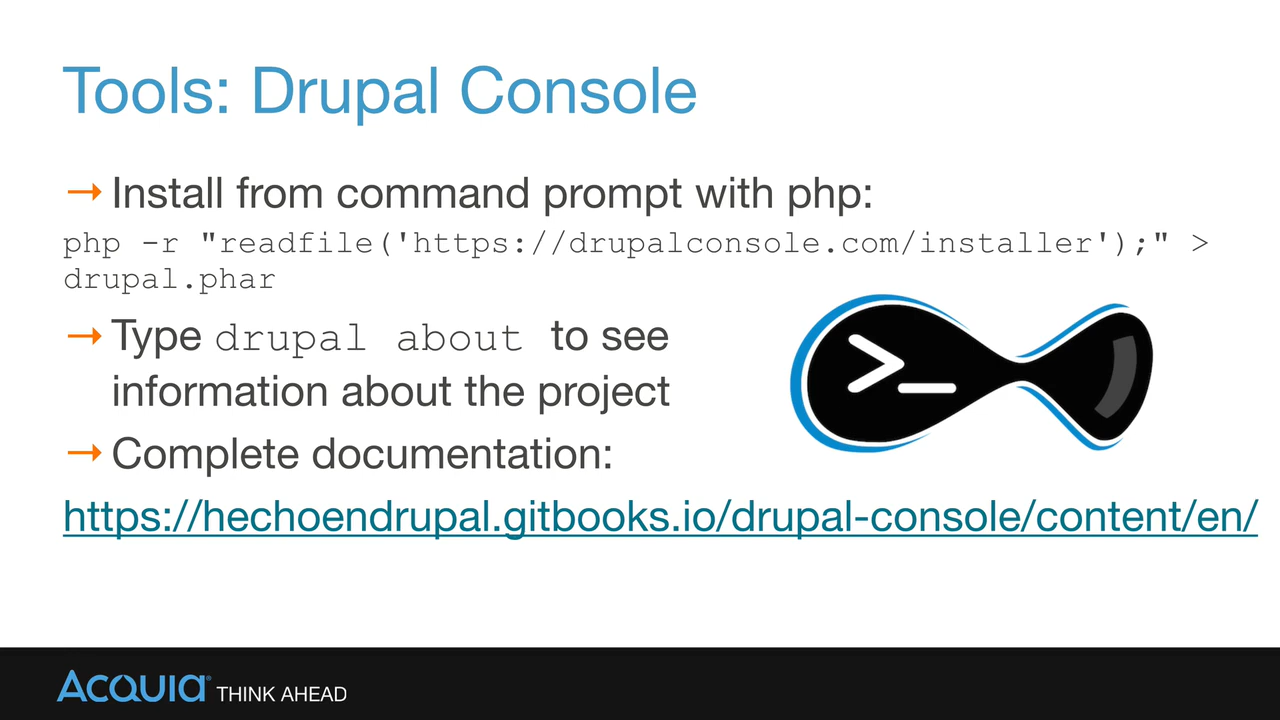 Tools: Drupal Console
→ Install from command prompt with php:
php -r "readfile('https://drupalconsole.com/installer');" >
drupal.phar
→ Type drupal about to see
information about the project
→ Complete documentation:
https://hechoendrupal.gitbooks.io/drupal-console/content/en/
>_
ACQUIA® THINK AHEAD